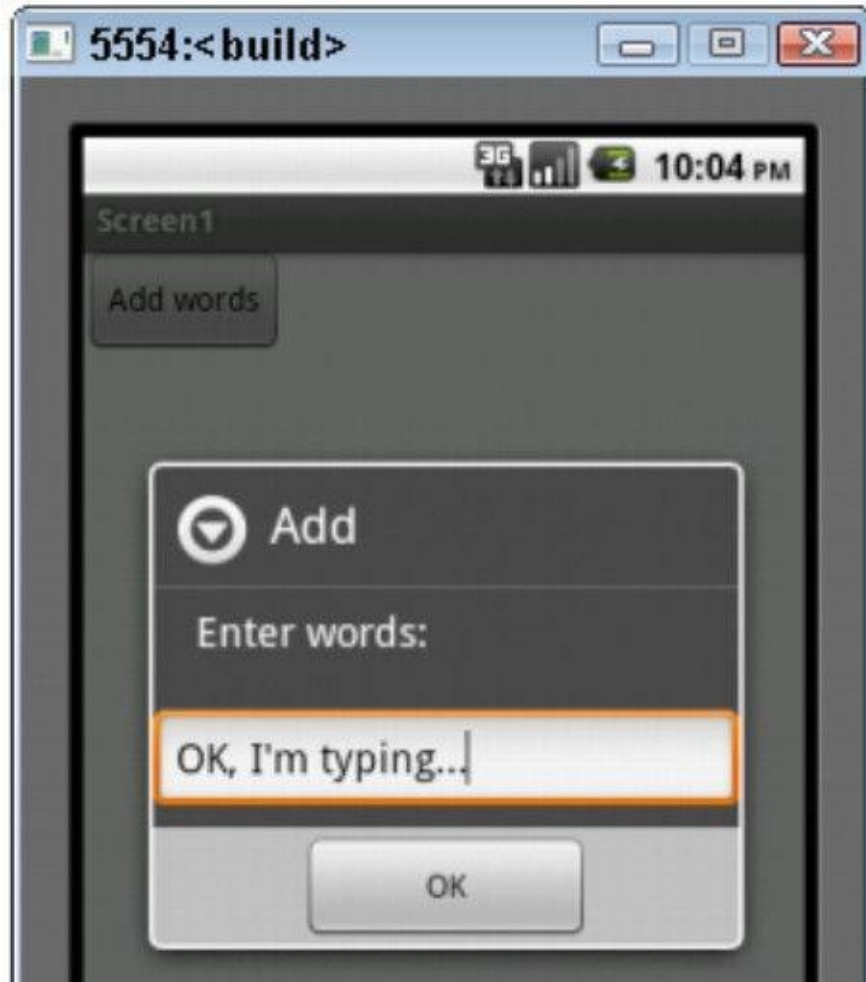 5554:<build>
3G 10:04 PM
Screen1
Add words
Add
Enter words:
OK, I'm typing...
OK